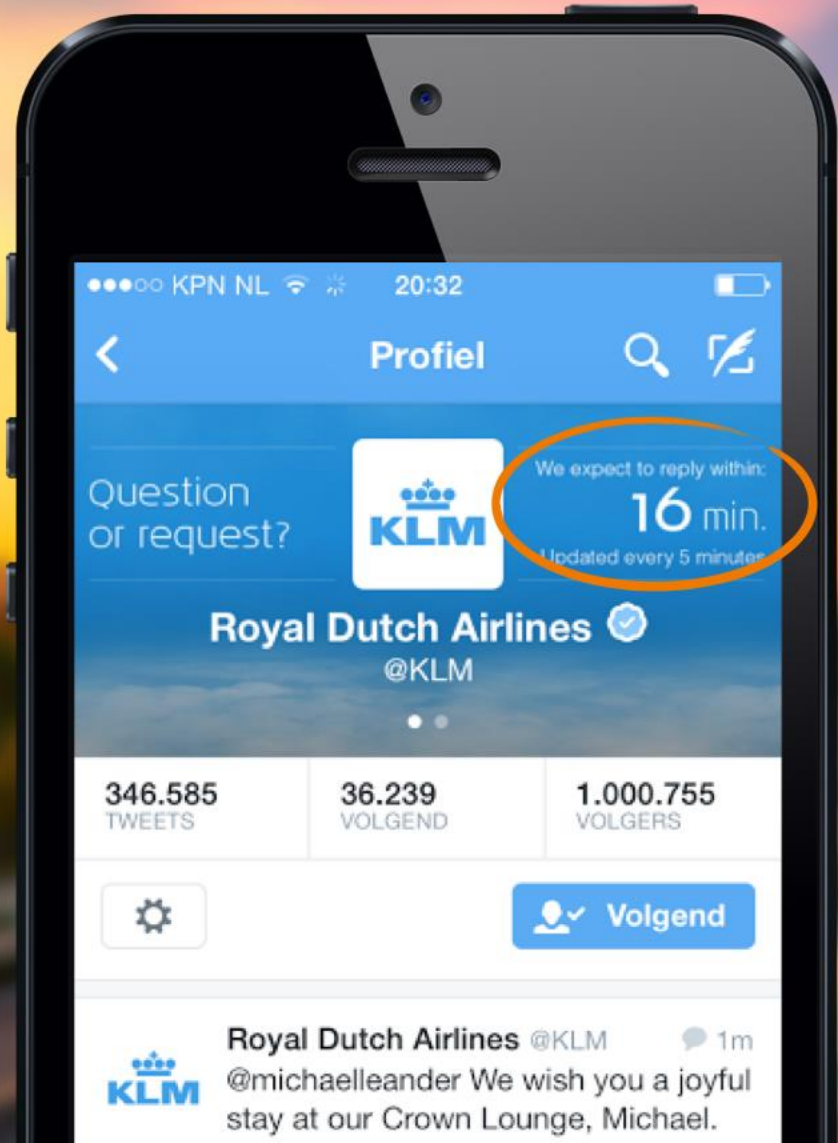 KPN NL 20:32
Profiel
Question
or request?
KLM
We expect to reply within:
16 min.
Updated every 5 minutes
Royal Dutch Airlines
@KLM
346.585
TWEETS
36.239
VOLGEND
1.000.755
VOLGERS
Volgend
Royal Dutch Airlines @KLM 1m
KLM
@michaelleander We wish you a joyful
stay at our Crown Lounge, Michael.